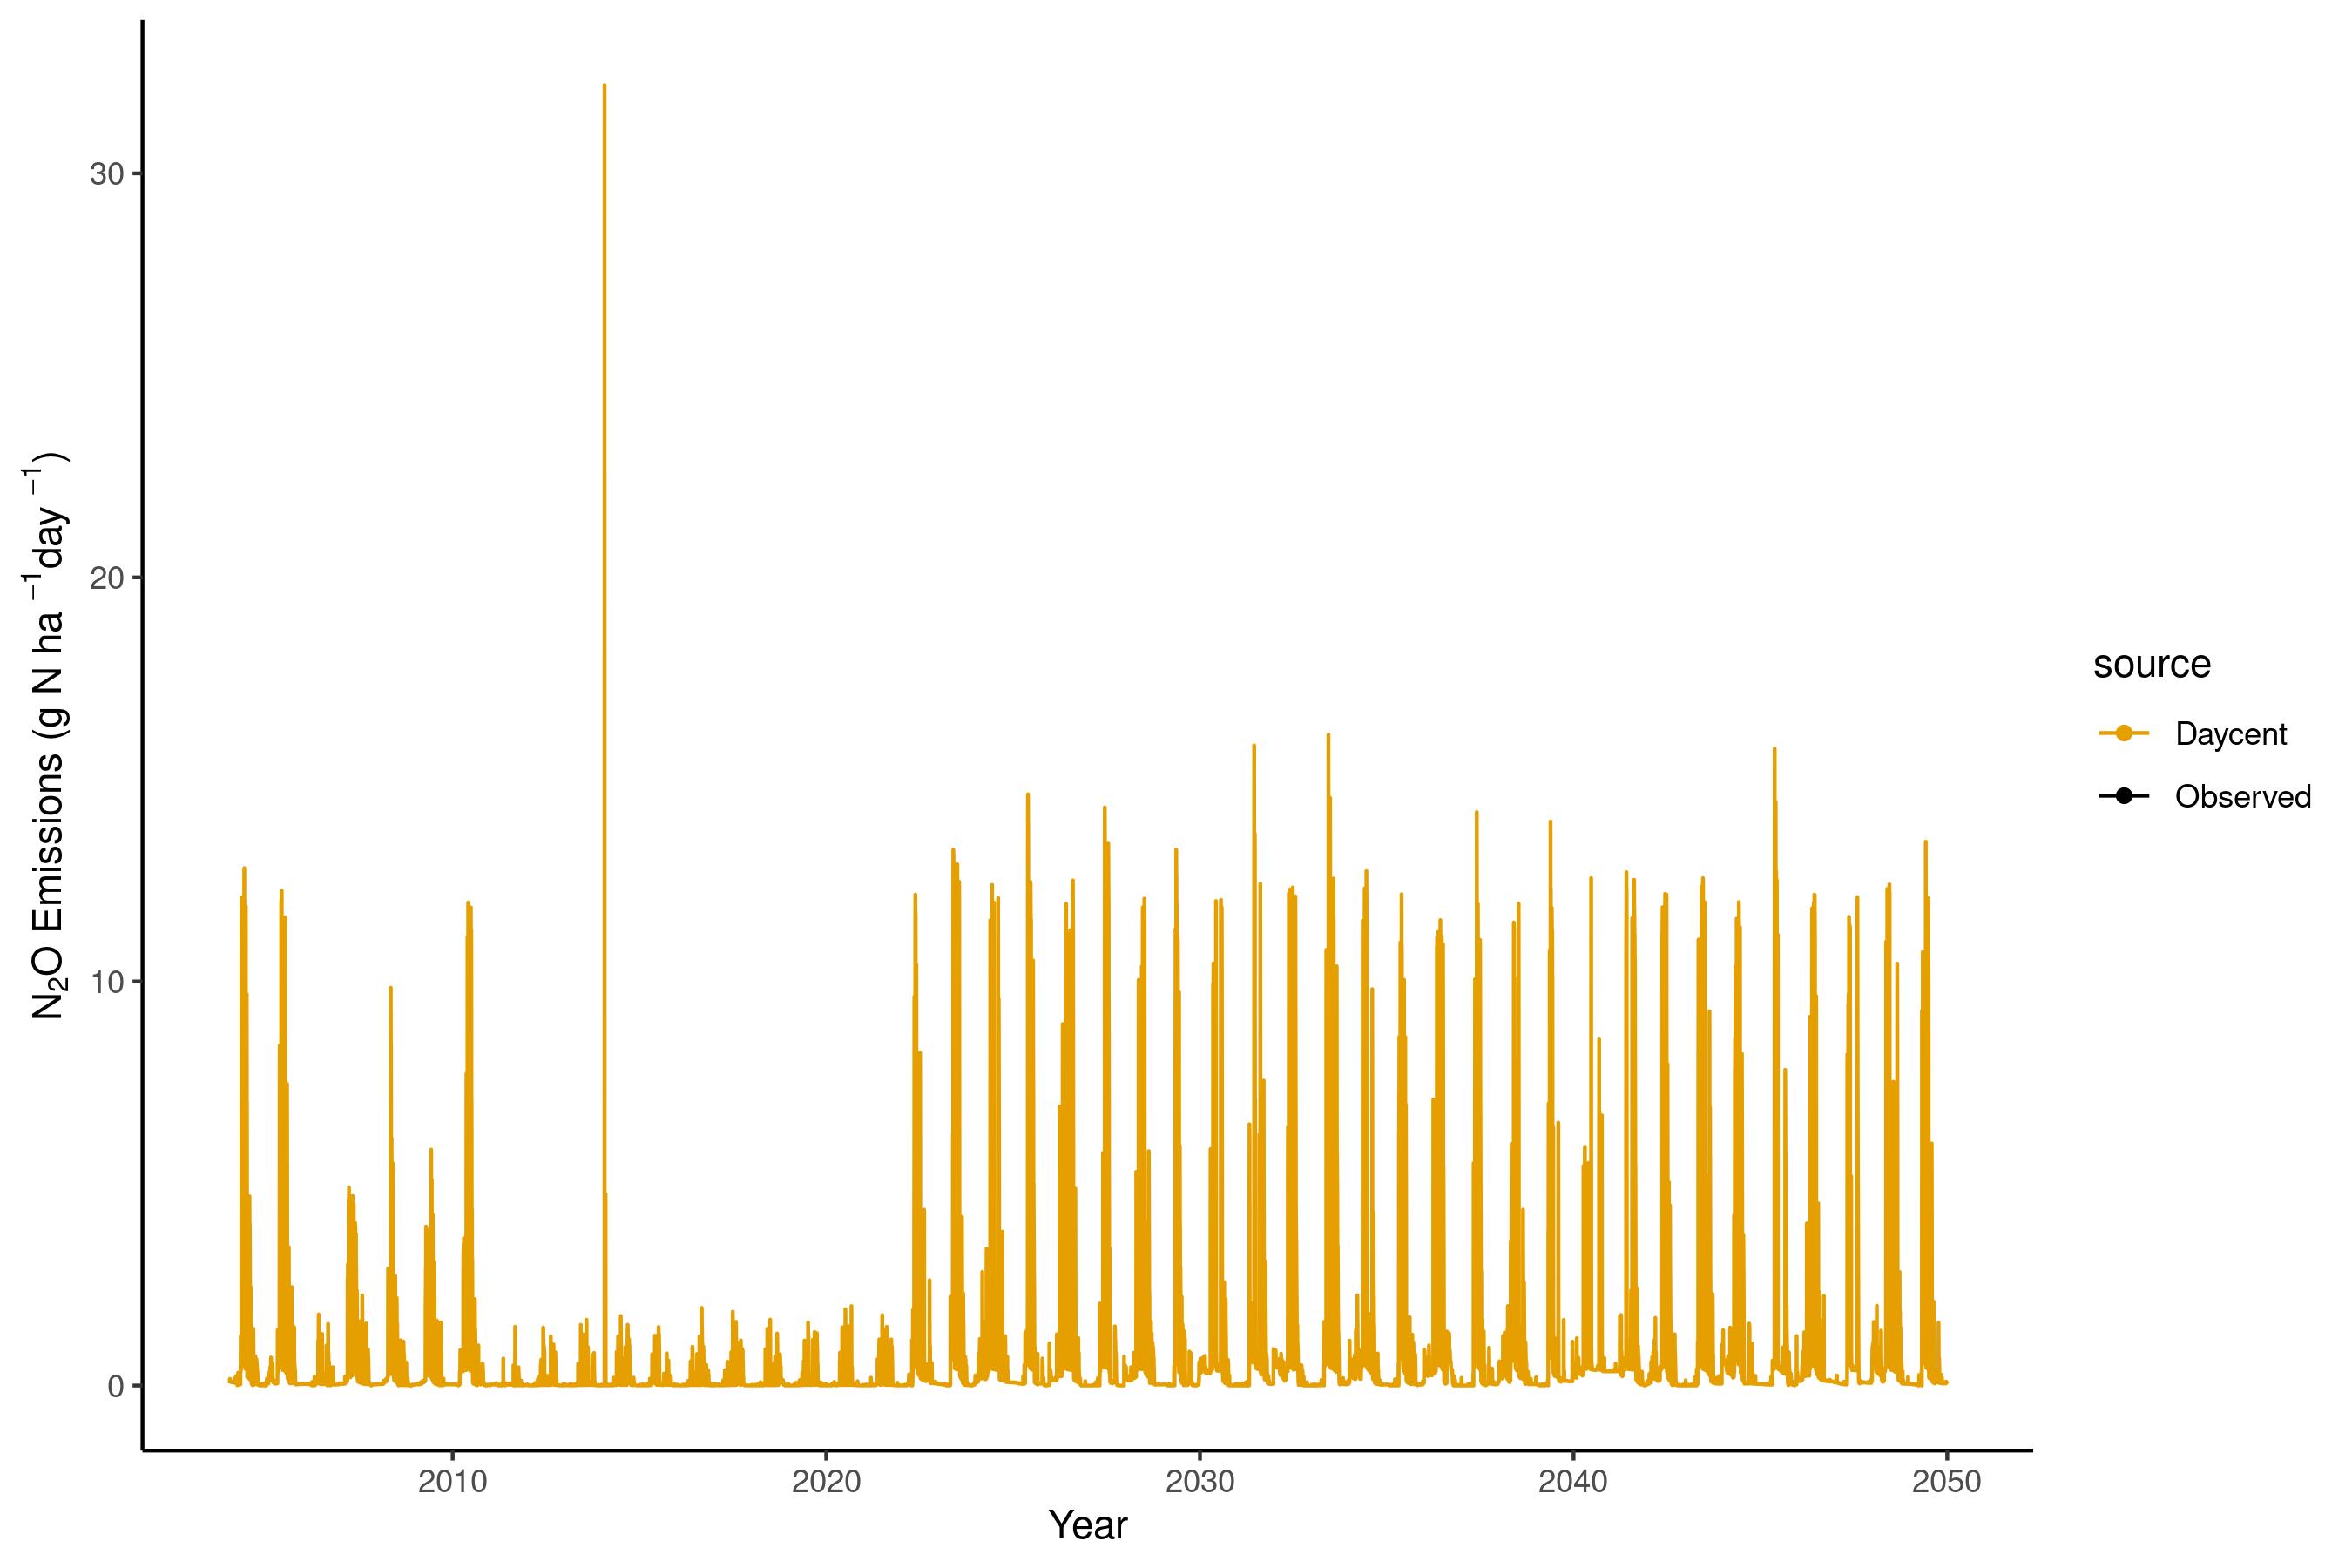 N₂O Emissions (g N ha ⁻¹day ⁻¹)
30
20
10
0
2010 2020 2030 2040 2050
Year
source
Daycent
Observed